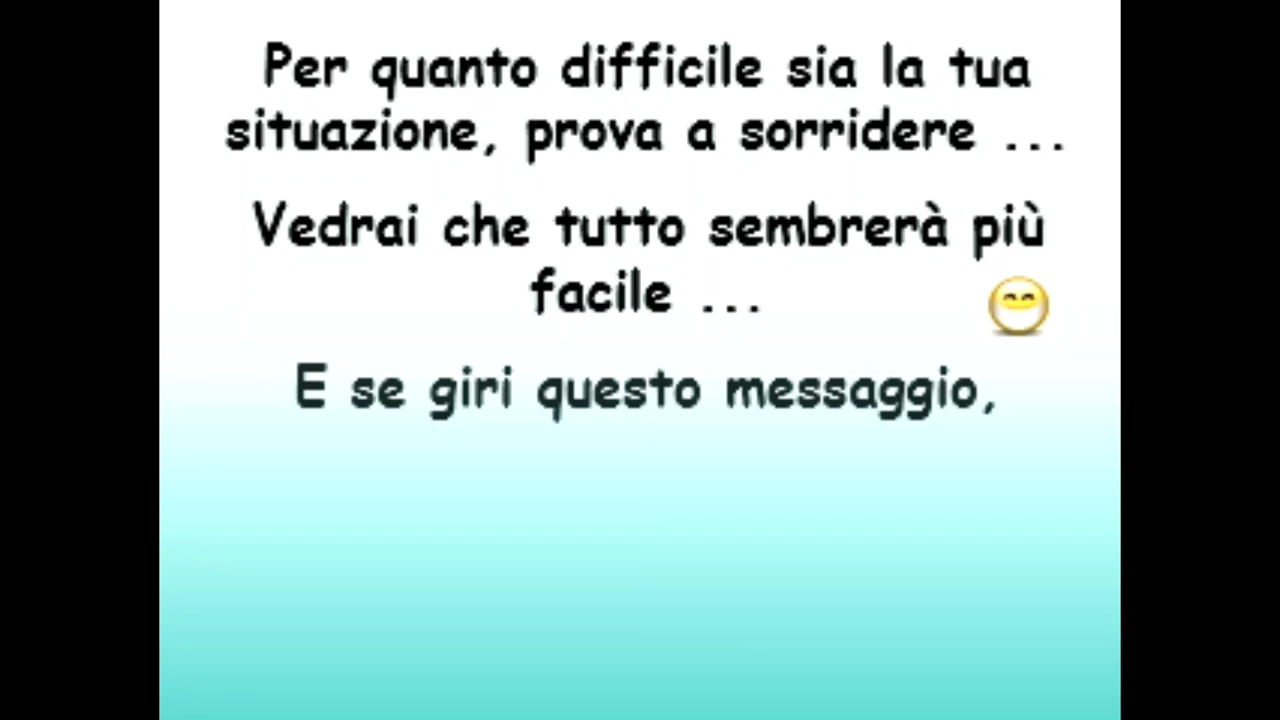 Per quanto difficile sia la tua
situazione, prova a sorridere ...
Vedrai che tutto sembrerà più
facile ...
E se giri questo messaggio,